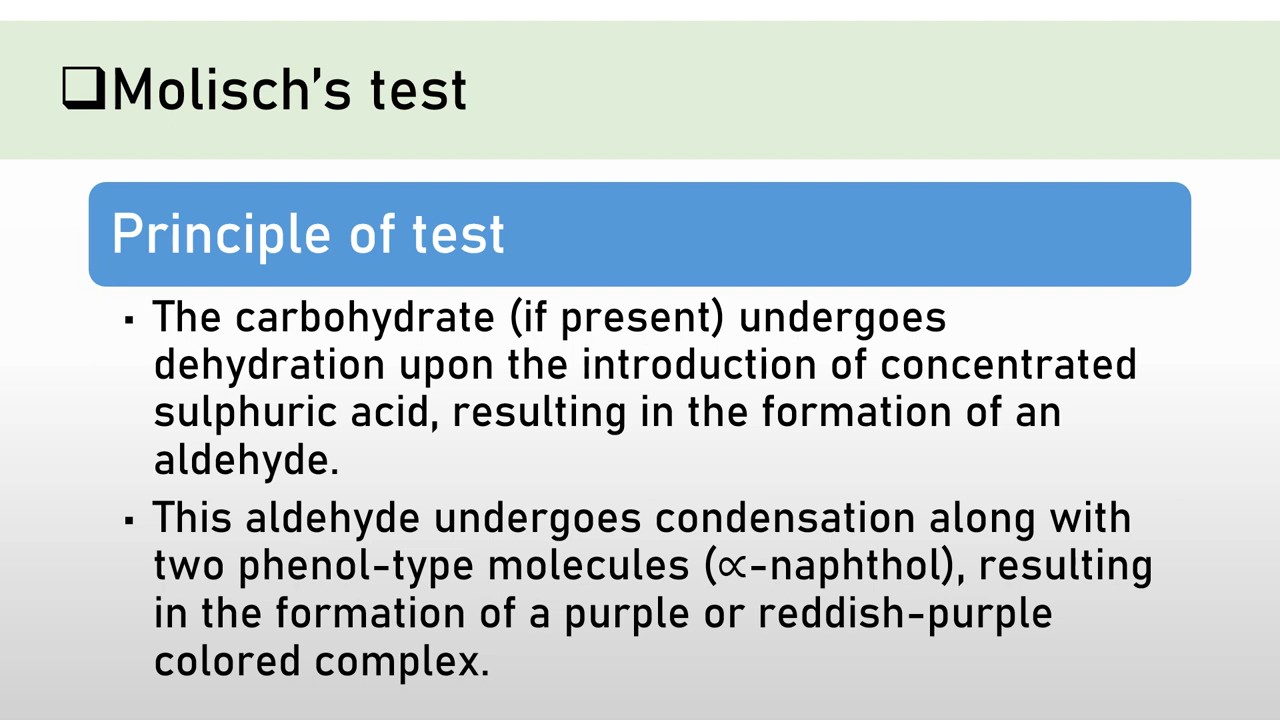 ❑Molisch's test
Principle of test
▪ The carbohydrate (if present) undergoes
dehydration upon the introduction of concentrated
sulphuric acid, resulting in the formation of an
aldehyde.
▪ This aldehyde undergoes condensation along with
two phenol-type molecules (∝-naphthol), resulting
in the formation of a purple or reddish-purple
colored complex.